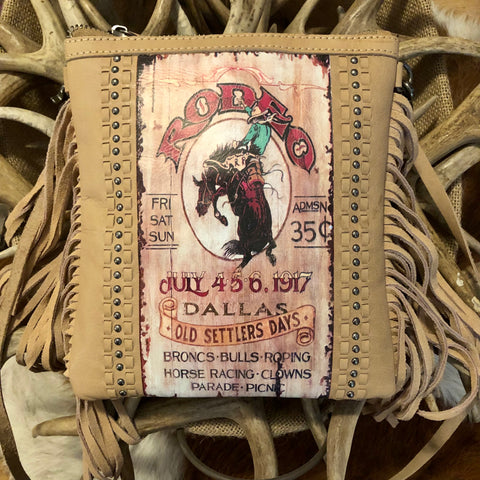 RODEO
FRI
SAT
SUN
ADMSN
35¢
JULY 4 5 6, 1917
DALLAS
• OLD SETTLERS DAYS •
BRONCS • BULLS • ROPING
HORSE RACING • CLOWNS
PARADE • PICNIC